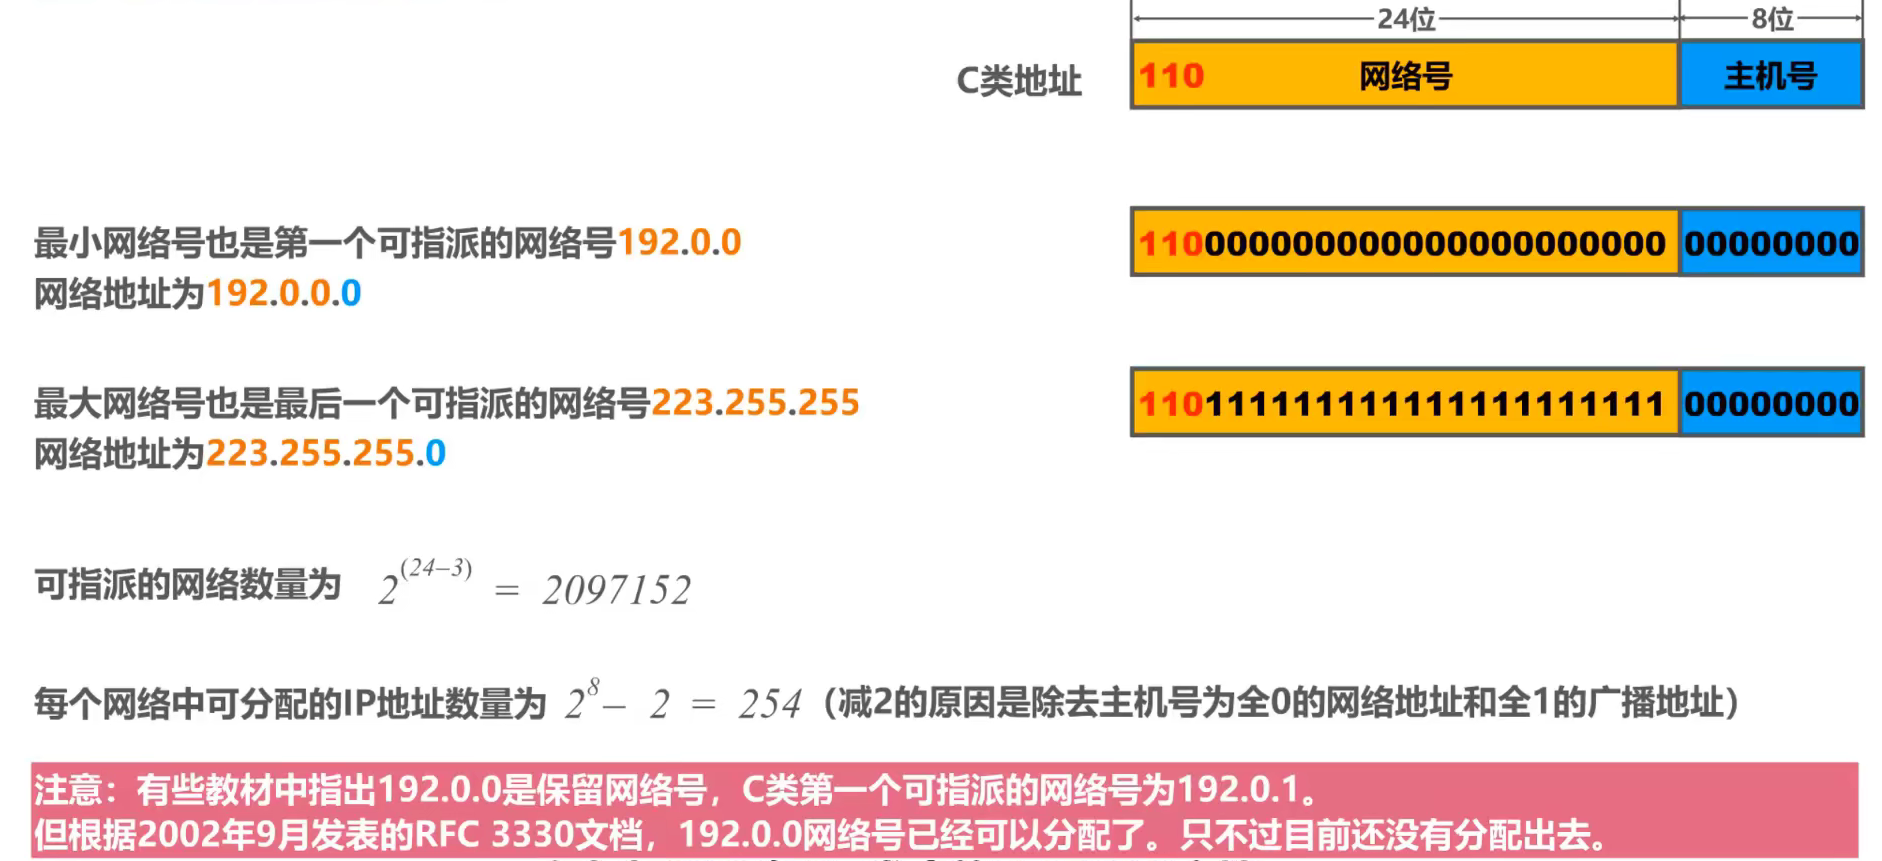 24位 8位
C类地址 110 网络号 主机号
最小网络号也是第一个可指派的网络号192.0.0
网络地址为192.0.0.0
110000000000000000000000 00000000
最大网络号也是最后一个可指派的网络号223.255.255
网络地址为223.255.255.0
110111111111111111111111 00000000
可指派的网络数量为 2^(24–3) = 2097152
每个网络中可分配的IP地址数量为 2^8 – 2 = 254（减2的原因是除去主机号为全0的网络地址和全1的广播地址）
注意：有些教材中指出192.0.0是保留网络号，C类第一个可指派的网络号为192.0.1。
但根据2002年9月发表的RFC 3330文档，192.0.0网络号已经可以分配了。只不过目前还没有分配出去。